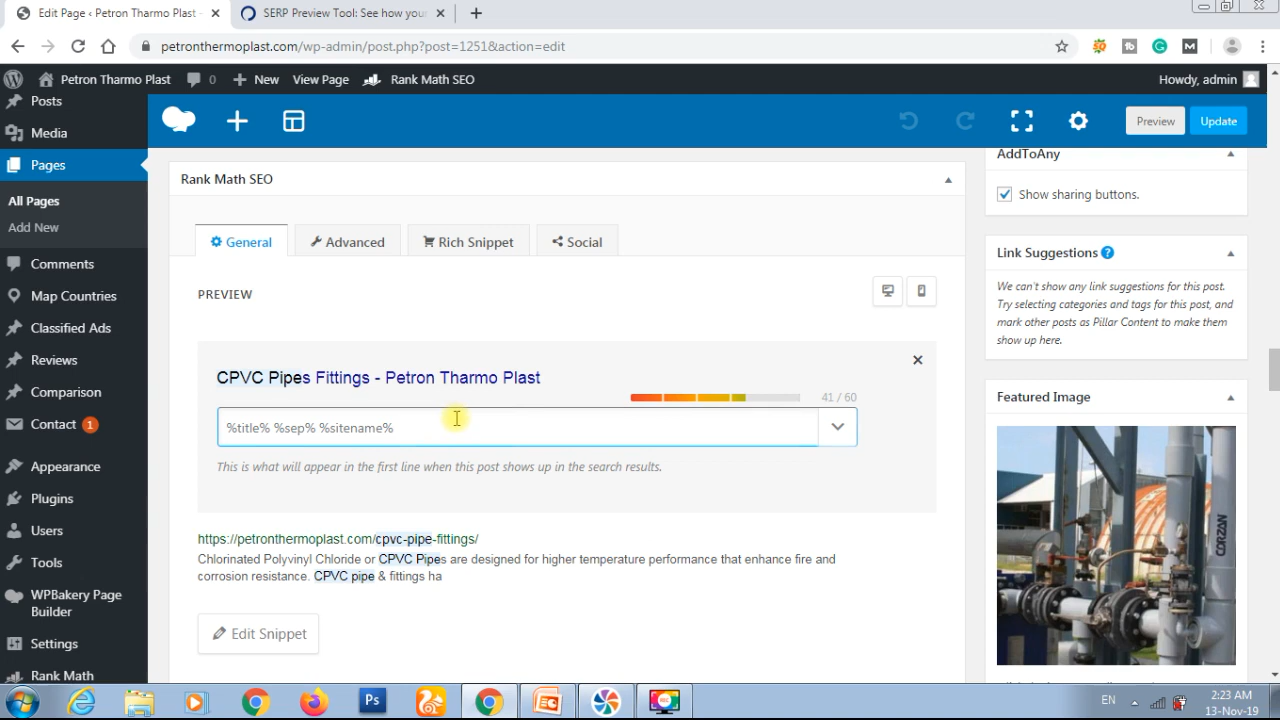 Edit Page ‹ Petron Tharmo Plast -
SERP Preview Tool: See how your
petronthermoplast.com/wp-admin/post.php?post=1251&action=edit
Petron Tharmo Plast
0
New
View Page
Rank Math SEO
Howdy, admin
Posts
Media
Pages
All Pages
Add New
Comments
Map Countries
Classified Ads
Reviews
Comparison
Contact 1
Appearance
Plugins
Users
Tools
WPBakery Page
Builder
Settings
Rank Math
Preview
Update
Rank Math SEO
General
Advanced
Rich Snippet
Social
PREVIEW
CPVC Pipes Fittings - Petron Tharmo Plast
41 / 60
%title% %sep% %sitename%
This is what will appear in the first line when this post shows up in the search results.
https://petronthermoplast.com/cpvc-pipe-fittings/
Chlorinated Polyvinyl Chloride or CPVC Pipes are designed for higher temperature performance that enhance fire and
corrosion resistance. CPVC pipe & fittings ha
Edit Snippet
AddToAny
Show sharing buttons.
Link Suggestions ?
We can't show any link suggestions for this post.
Try selecting categories and tags for this post, and
mark other posts as Pillar Content to make them
show up here.
Featured Image
CORZAN
Ps
EN
2:23 AM
13-Nov-19